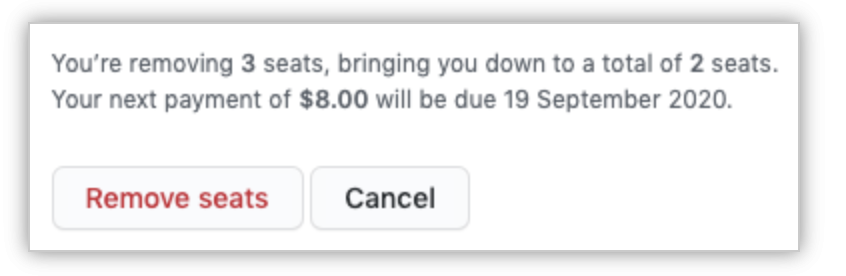 You’re removing 3 seats, bringing you down to a total of 2 seats.
Your next payment of $8.00 will be due 19 September 2020.
Remove seats Cancel